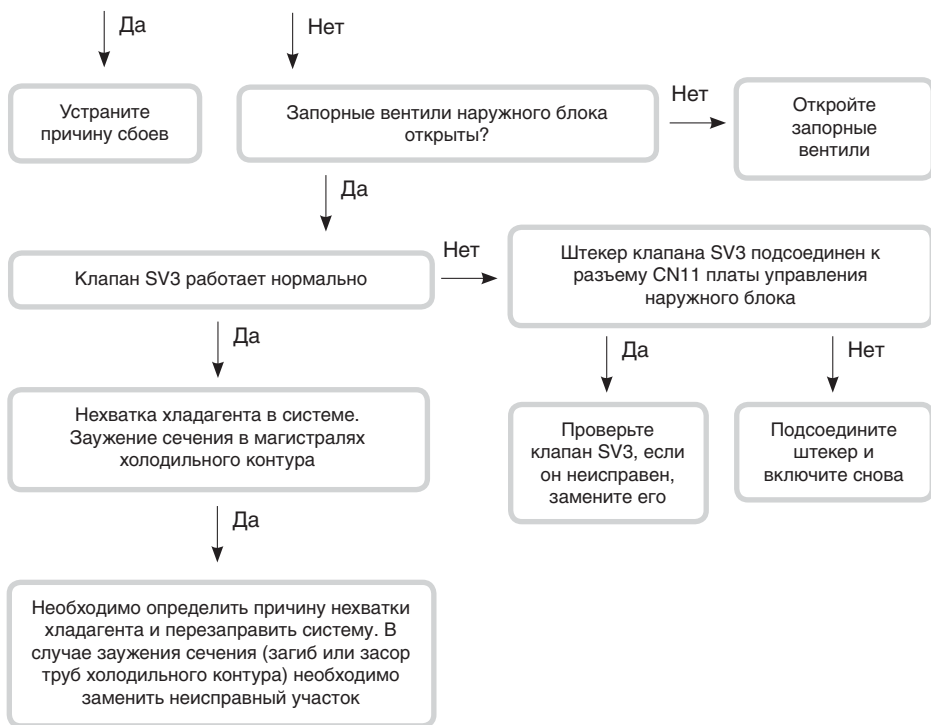 Да
Нет
Устраните
причину сбоев
Запорные вентили наружного блока
открыты?
Нет
Откройте
запорные
вентили
Да
Клапан SV3 работает нормально
Нет
Штекер клапана SV3 подсоединен к
разъему CN11 платы управления
наружного блока
Да
Да
Нет
Нехватка хладагента в системе.
Заужение сечения в магистралях
холодильного контура
Проверьте
клапан SV3, если
он неисправен,
замените его
Подсоедините
штекер и
включите снова
Да
Необходимо определить причину нехватки
хладагента и перезаправить систему. В
случае заужения сечения (загиб или засор
труб холодильного контура) необходимо
заменить неисправный участок